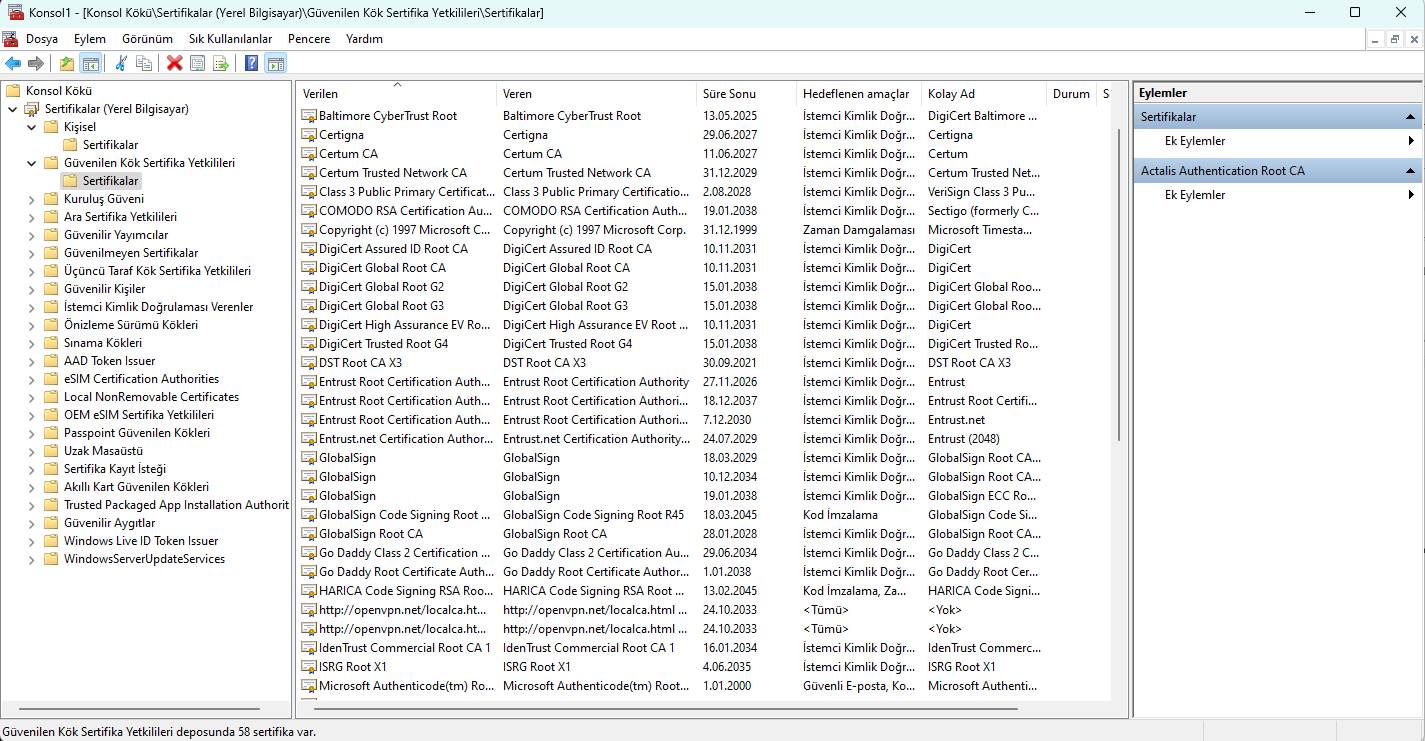 Konsol1 - [Konsol Kökü\Sertifikalar (Yerel Bilgisayar)\Güvenilen Kök Sertifika Yetkilileri\Sertifikalar]
Dosya Eylem Görünüm Sık Kullanılanlar Pencere Yardım
Konsol Kökü
Sertifikalar (Yerel Bilgisayar)
Kişisel
Sertifikalar
Güvenilen Kök Sertifika Yetkilileri
Sertifikalar
Kuruluş Güveni
Ara Sertifika Yetkilileri
Güvenilir Yayımcılar
Güvenilmeyen Sertifikalar
Üçüncü Taraf Kök Sertifika Yetkilileri
Güvenilir Kişiler
İstemci Kimlik Doğrulaması Verenler
Önizleme Sürümü Kökleri
Sınama Kökleri
AAD Token Issuer
eSIM Certification Authorities
Local NonRemovable Certificates
OEM eSIM Sertifika Yetkilileri
Passpoint Güvenilen Kökleri
Uzak Masaüstü
Sertifika Kayıt İsteği
Akıllı Kart Güvenilen Kökleri
Trusted Packaged App Installation Authorit
Güvenilir Aygıtlar
Windows Live ID Token Issuer
WindowsServerUpdateServices
Verilen Veren Süre Sonu Hedeflenen amaçlar Kolay Ad Durum S
Baltimore CyberTrust Root Baltimore CyberTrust Root 13.05.2025 İstemci Kimlik Doğr... DigiCert Baltimore ...
Certigna Certigna 29.06.2027 İstemci Kimlik Doğr... Certigna
Certum CA Certum CA 11.06.2027 İstemci Kimlik Doğr... Certum
Certum Trusted Network CA Certum Trusted Network CA 31.12.2029 İstemci Kimlik Doğr... Certum Trusted Net...
Class 3 Public Primary Certificat... Class 3 Public Primary Certificatio... 2.08.2028 İstemci Kimlik Doğr... VeriSign Class 3 Pu...
COMODO RSA Certification Au... COMODO RSA Certification Auth... 19.01.2038 İstemci Kimlik Doğr... Sectigo (formerly C...
Copyright (c) 1997 Microsoft C... Copyright (c) 1997 Microsoft Corp. 31.12.1999 Zaman Damgalaması Microsoft Timesta...
DigiCert Assured ID Root CA DigiCert Assured ID Root CA 10.11.2031 İstemci Kimlik Doğr... DigiCert
DigiCert Global Root CA DigiCert Global Root CA 10.11.2031 İstemci Kimlik Doğr... DigiCert
DigiCert Global Root G2 DigiCert Global Root G2 15.01.2038 İstemci Kimlik Doğr... DigiCert Global Roo...
DigiCert Global Root G3 DigiCert Global Root G3 15.01.2038 İstemci Kimlik Doğr... DigiCert Global Roo...
DigiCert High Assurance EV Ro... DigiCert High Assurance EV Root ... 10.11.2031 İstemci Kimlik Doğr... DigiCert
DigiCert Trusted Root G4 DigiCert Trusted Root G4 15.01.2038 İstemci Kimlik Doğr... DigiCert Trusted Ro...
DST Root CA X3 DST Root CA X3 30.09.2021 İstemci Kimlik Doğr... DST Root CA X3
Entrust Root Certification Auth... Entrust Root Certification Authority 27.11.2026 İstemci Kimlik Doğr... Entrust
Entrust Root Certification Auth... Entrust Root Certification Authori... 18.12.2037 İstemci Kimlik Doğr... Entrust Root Certifi...
Entrust Root Certification Auth... Entrust Root Certification Authori... 7.12.2030 İstemci Kimlik Doğr... Entrust.net
Entrust.net Certification Author... Entrust.net Certification Authority... 24.07.2029 İstemci Kimlik Doğr... Entrust (2048)
GlobalSign GlobalSign 18.03.2029 İstemci Kimlik Doğr... GlobalSign Root CA...
GlobalSign GlobalSign 10.12.2034 İstemci Kimlik Doğr... GlobalSign Root CA...
GlobalSign GlobalSign 19.01.2038 İstemci Kimlik Doğr... GlobalSign ECC Ro...
GlobalSign Code Signing Root ... GlobalSign Code Signing Root R45 18.03.2045 Kod İmzalama GlobalSign Code Si...
GlobalSign Root CA GlobalSign Root CA 28.01.2028 İstemci Kimlik Doğr... GlobalSign Root CA...
Go Daddy Class 2 Certification ... Go Daddy Class 2 Certification Au... 29.06.2034 İstemci Kimlik Doğr... Go Daddy Class 2 C...
Go Daddy Root Certificate Auth... Go Daddy Root Certificate Author... 1.01.2038 İstemci Kimlik Doğr... Go Daddy Root Cer...
HARICA Code Signing RSA Roo... HARICA Code Signing RSA Root ... 13.02.2045 Kod İmzalama, Za... HARICA Code Signi...
http://openvpn.net/localca.ht... http://openvpn.net/localca.html ... 24.10.2033 <Tümü> <Yok>
http://openvpn.net/localca.ht... http://openvpn.net/localca.html ... 24.10.2033 <Tümü> <Yok>
IdenTrust Commercial Root CA 1 IdenTrust Commercial Root CA 1 16.01.2034 İstemci Kimlik Doğr... IdenTrust Commerc...
ISRG Root X1 ISRG Root X1 4.06.2035 İstemci Kimlik Doğr... ISRG Root X1
Microsoft Authenticode(tm) Ro... Microsoft Authenticode(tm) Root... 1.01.2000 Güvenli E-posta, Ko... Microsoft Authenti...
Eylemler
Sertifikalar
Ek Eylemler
Actalis Authentication Root CA
Ek Eylemler
Güvenilen Kök Sertifika Yetkilileri deposunda 58 sertifika var.